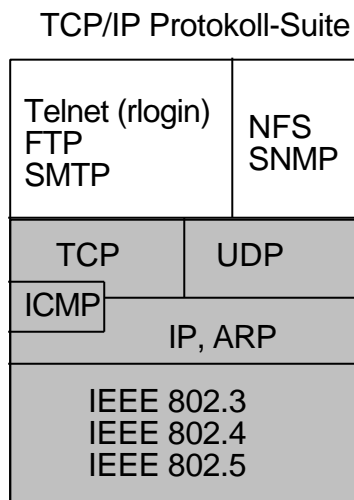 TCP/IP Protokoll-Suite
Telnet (rlogin)
FTP
SMTP
NFS
SNMP
TCP
UDP
ICMP
IP, ARP
IEEE 802.3
IEEE 802.4
IEEE 802.5